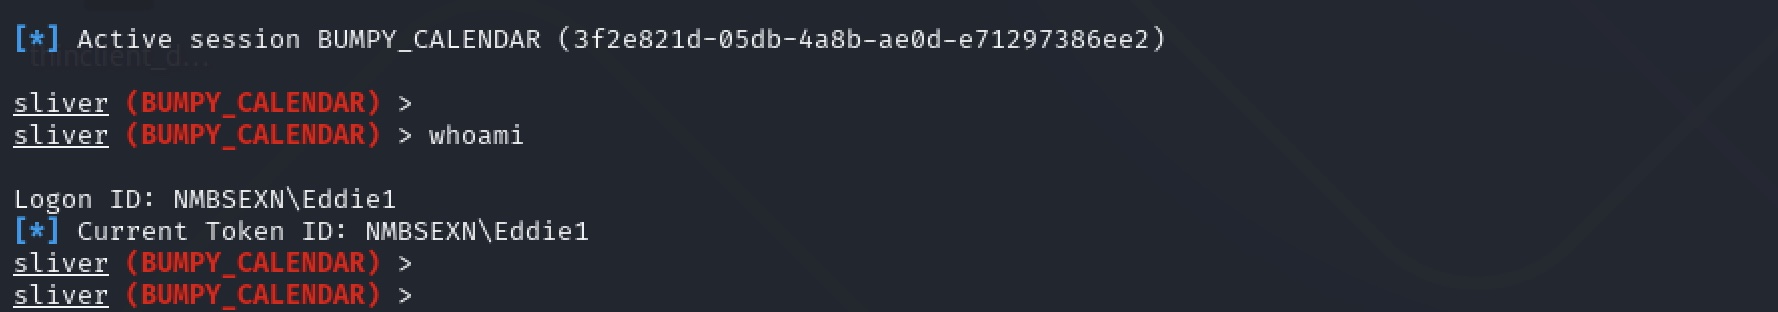 [*] Active session BUMPY_CALENDAR (3f2e821d-05db-4a8b-ae0d-e71297386ee2)
thinclient_d...
sliver (BUMPY_CALENDAR) >
sliver (BUMPY_CALENDAR) > whoami
Logon ID: NMBSEXN\Eddie1
[*] Current Token ID: NMBSEXN\Eddie1
sliver (BUMPY_CALENDAR) >
sliver (BUMPY_CALENDAR) >